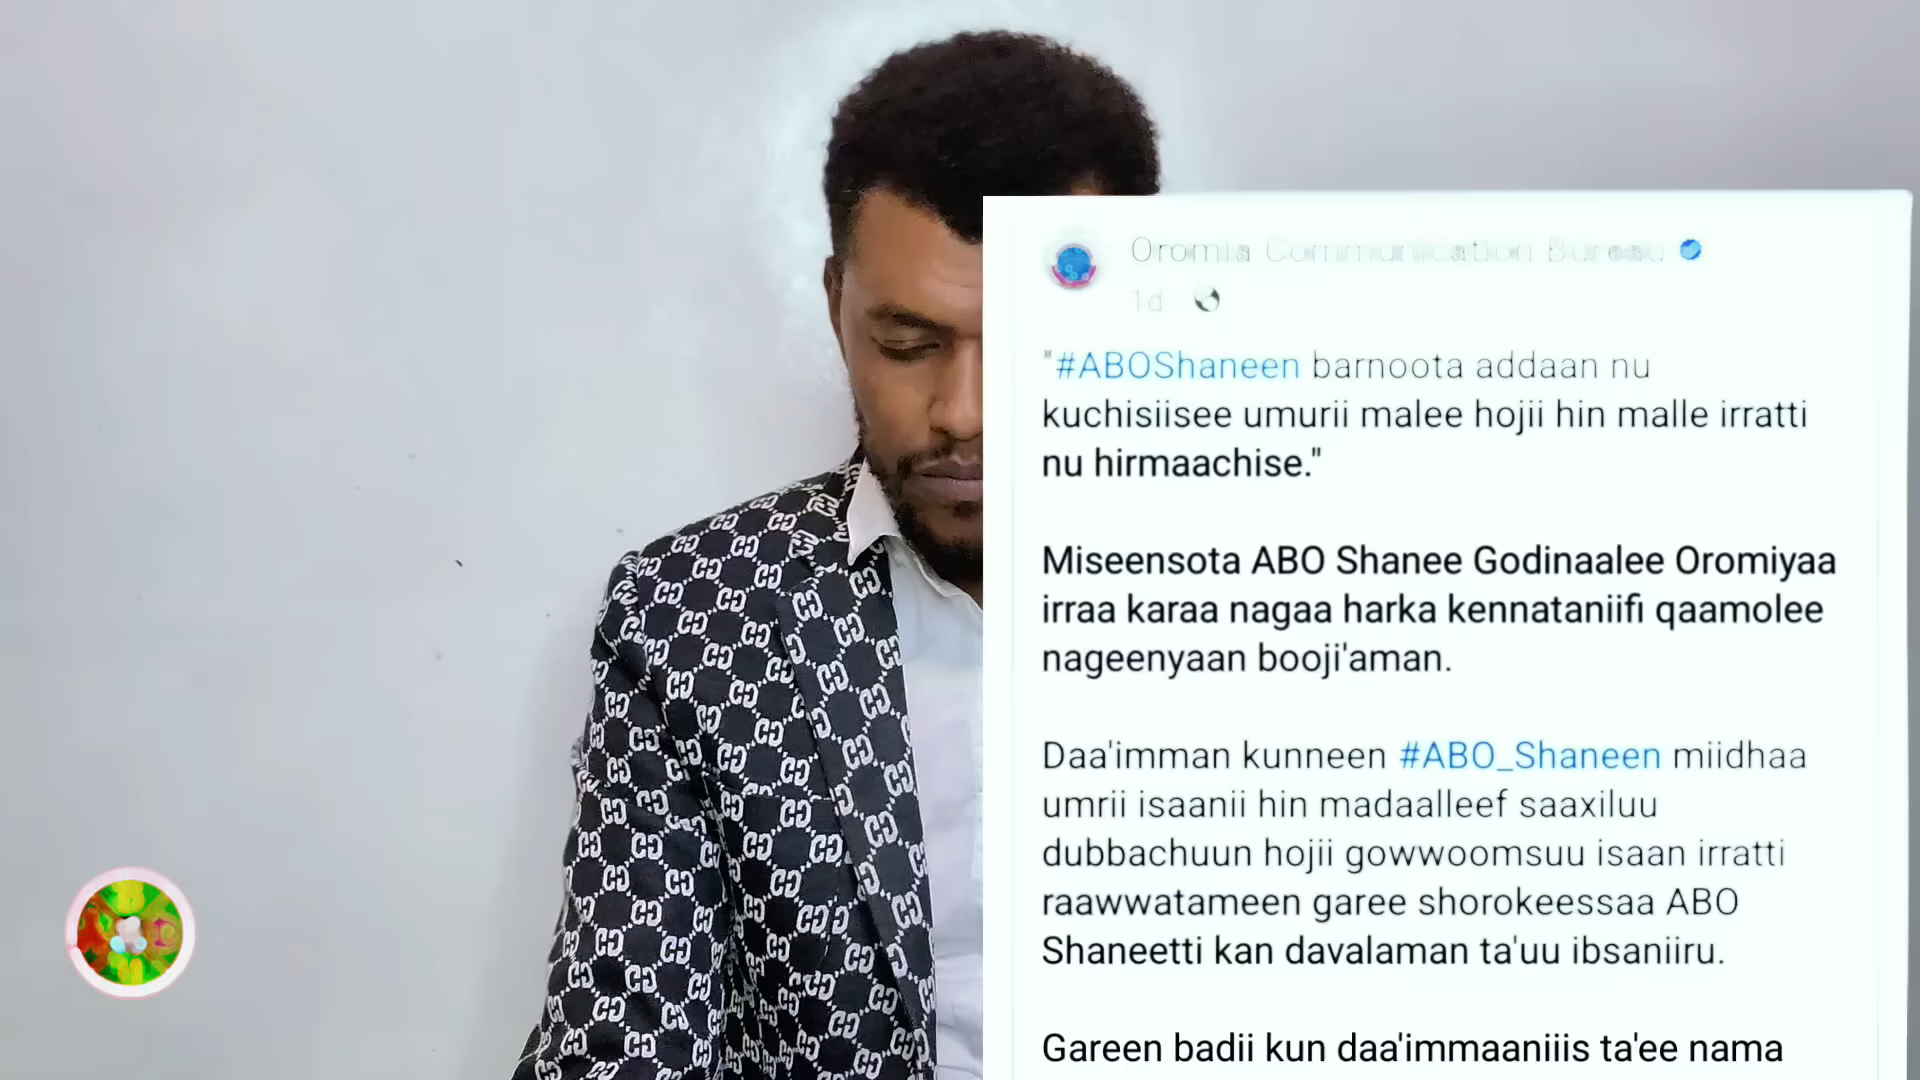 Oromia Communication Bureau
1d
"#ABOShaneen barnoota addaan nu
kuchisiisee umurii malee hojii hin malle irratti
nu hirmaachise."
Miseensota ABO Shanee Godinaalee Oromiyaa
irraa karaa nagaa harka kennataniifi qaamolee
nageenyaan booji'aman.
Daa'imman kunneen #ABO_Shaneen miidhaa
umrii isaanii hin madaalleef saaxiluu
dubbachuun hojii gowwoomsuu isaan irratti
raawwatameen garee shorokeessaa ABO
Shaneetti kan davalaman ta'uu ibsaniiru.
Gareen badii kun daa'immaaniiis ta'ee nama